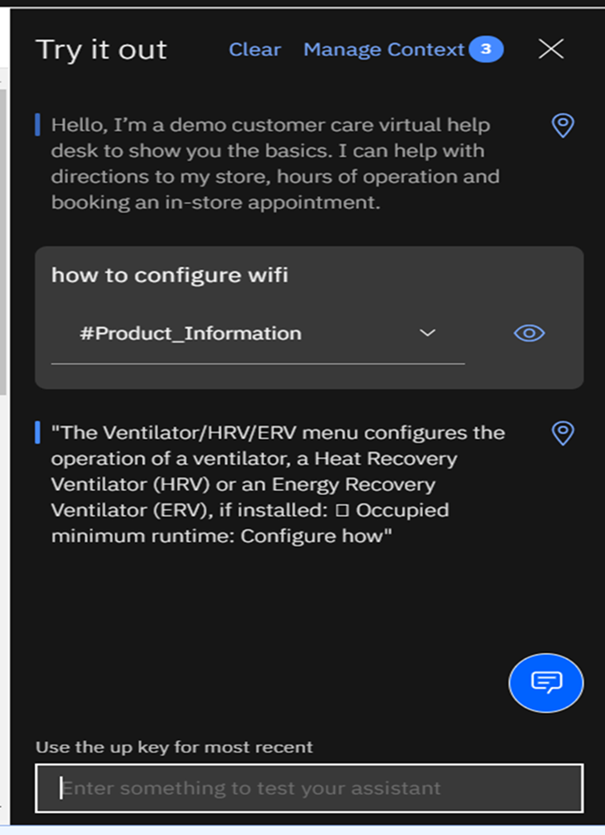 Try it out Clear Manage Context 3
Hello, I'm a demo customer care virtual help
desk to show you the basics. I can help with
directions to my store, hours of operation and
booking an in-store appointment.
how to configure wifi
#Product_Information
"The Ventilator/HRV/ERV menu configures the
operation of a ventilator, a Heat Recovery
Ventilator (HRV) or an Energy Recovery
Ventilator (ERV), if installed: □ Occupied
minimum runtime: Configure how"
Use the up key for most recent
Enter something to test your assistant